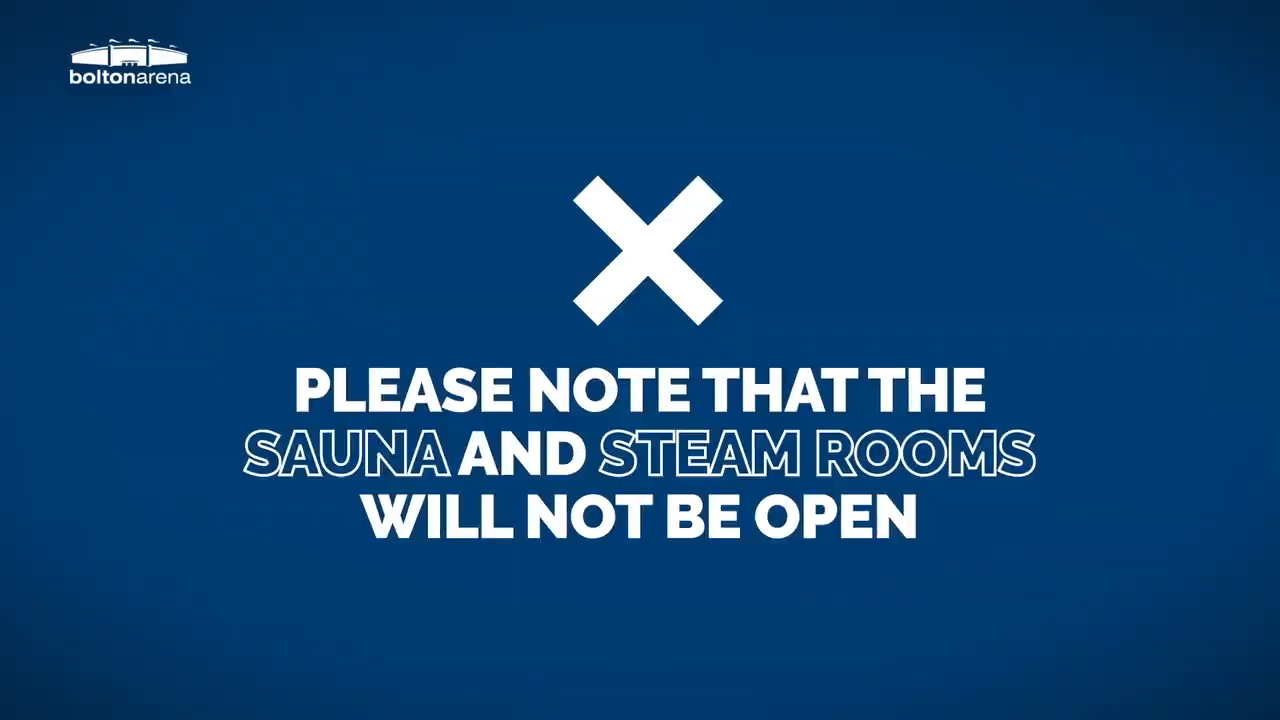 boltonarena
PLEASE NOTE THAT THE
SAUNA AND STEAM ROOMS
WILL NOT BE OPEN